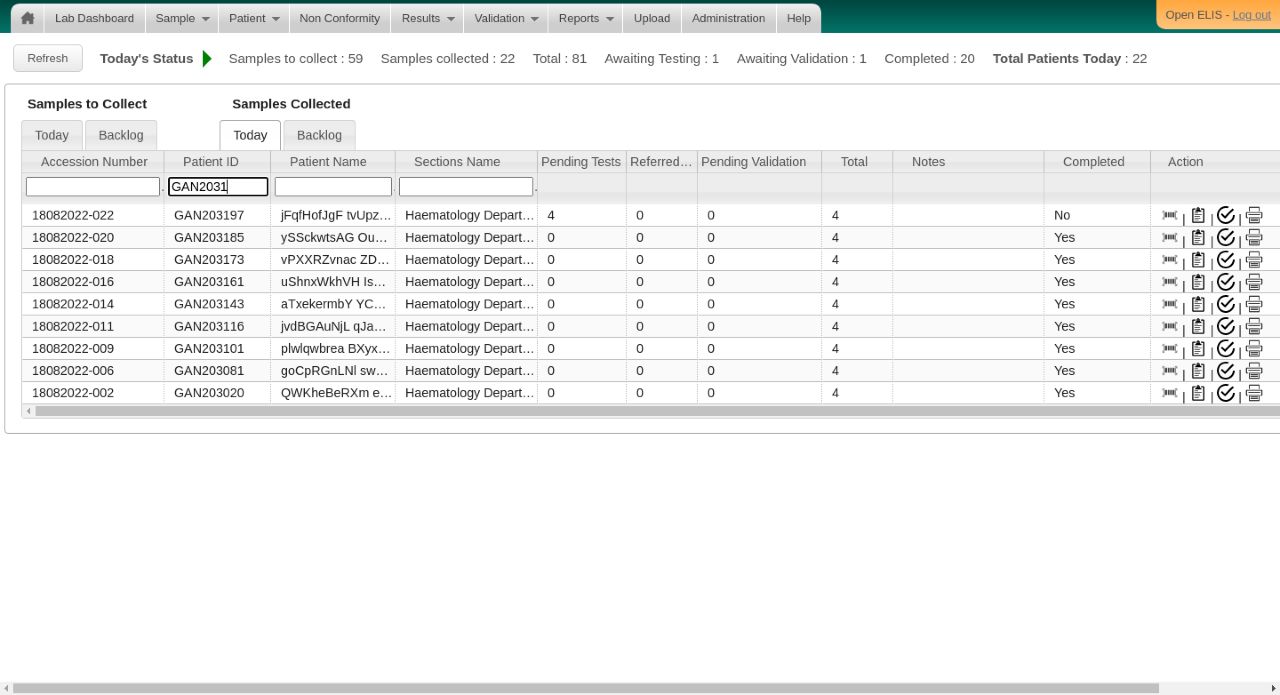 Lab Dashboard Sample Patient Non Conformity Results Validation Reports Upload Administration Help Open ELIS - Log out
Refresh Today's Status Samples to collect : 59 Samples collected : 22 Total : 81 Awaiting Testing : 1 Awaiting Validation : 1 Completed : 20 Total Patients Today : 22
Samples to Collect Samples Collected
Today Backlog Today Backlog
Accession Number Patient ID Patient Name Sections Name Pending Tests Referred… Pending Validation Total Notes Completed Action
GAN2031
18082022-022 GAN203197 jFqfHofJgF tvUpz… Haematology Depart… 4 0 0 4 No
18082022-020 GAN203185 ySSckwtsAG Ou… Haematology Depart… 0 0 0 4 Yes
18082022-018 GAN203173 vPXXRZvnac ZD… Haematology Depart… 0 0 0 4 Yes
18082022-016 GAN203161 uShnxWkhVH Is… Haematology Depart… 0 0 0 4 Yes
18082022-014 GAN203143 aTxekermbY YC… Haematology Depart… 0 0 0 4 Yes
18082022-011 GAN203116 jvdBGAuNjL qJa… Haematology Depart… 0 0 0 4 Yes
18082022-009 GAN203101 plwlqwbrea BXyx… Haematology Depart… 0 0 0 4 Yes
18082022-006 GAN203081 goCpRGnLNl sw… Haematology Depart… 0 0 0 4 Yes
18082022-002 GAN203020 QWKheBeRXm e… Haematology Depart… 0 0 0 4 Yes